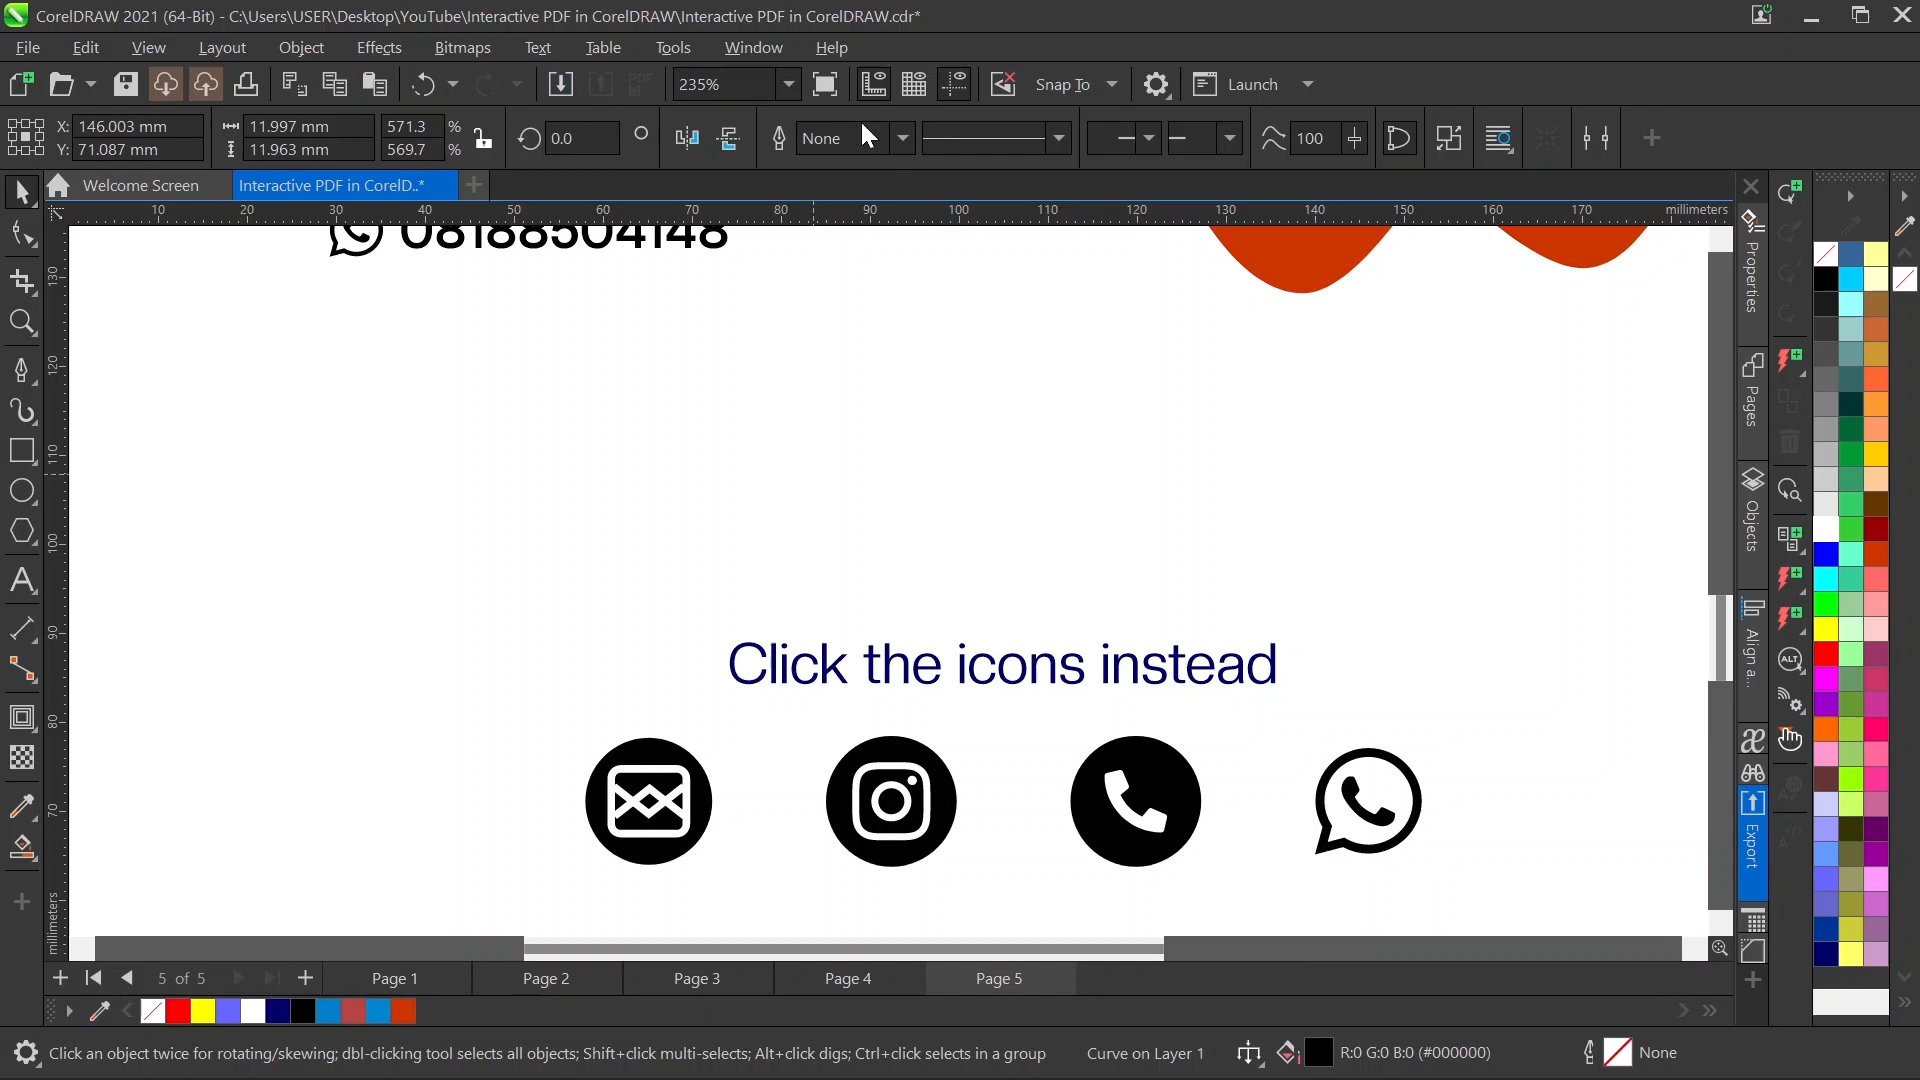 CorelDRAW 2021 (64-Bit) - C:\Users\USER\Desktop\YouTube\Interactive PDF in CorelDRAW\Interactive PDF in CorelDRAW.cdr*
File Edit View Layout Object Effects Bitmaps Text Table Tools Window Help
235% Snap To Launch
X: 146.003 mm 11.997 mm 571.3 % 0.0 None 100
Y: 71.087 mm 11.963 mm 569.7 %
Welcome Screen Interactive PDF in CorelD..*
10 20 30 40 50 60 70 80 90 100 110 120 130 140 150 160 170 millimeters
08188504148
130
120
110
100
90
80
70
millimeters
Click the icons instead
Properties
Pages
Objects
Align a...
Export
ALT
5 of 5 Page 1 Page 2 Page 3 Page 4 Page 5
Click an object twice for rotating/skewing; dbl-clicking tool selects all objects; Shift+click multi-selects; Alt+click digs; Ctrl+click selects in a group Curve on Layer 1 R:0 G:0 B:0 (#000000) None